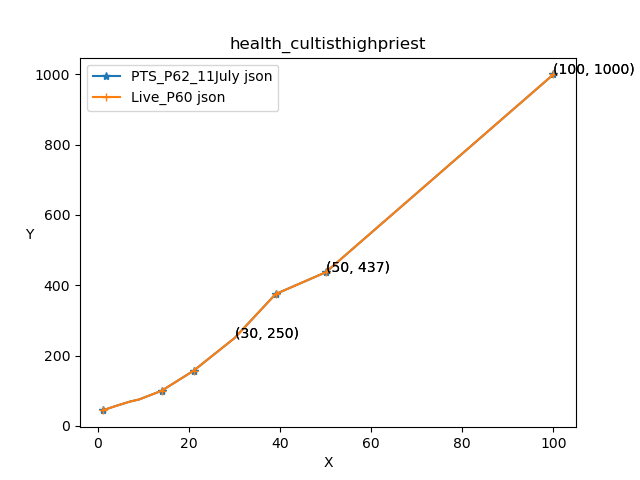 health_cultisthighpriest
PTS_P62_11July json
Live_P60 json
(100, 1000)
(50, 437)
(30, 250)
1000
800
600
400
200
0
Y
0 20 40 60 80 100
X